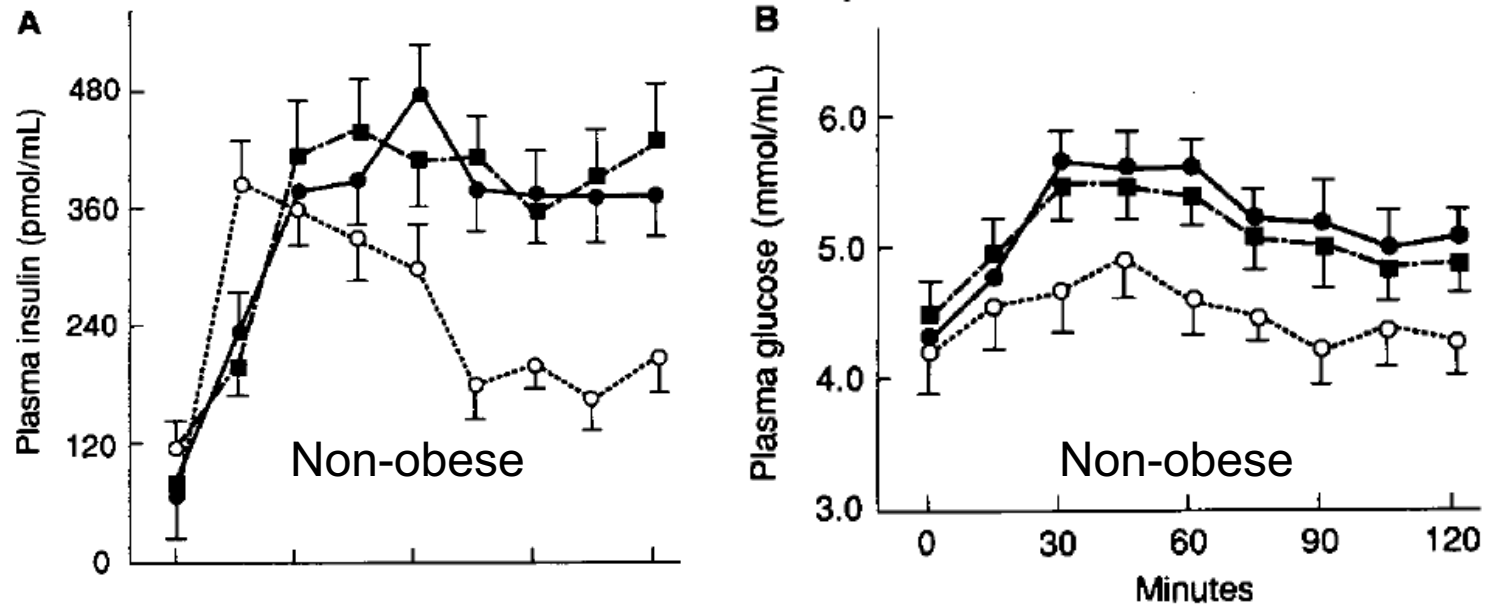 A
Plasma insulin (pmol/mL)
480
360
240
120
0
Non-obese
B
Plasma glucose (mmol/mL)
6.0
5.0
4.0
3.0
Non-obese
0 30 60 90 120
Minutes